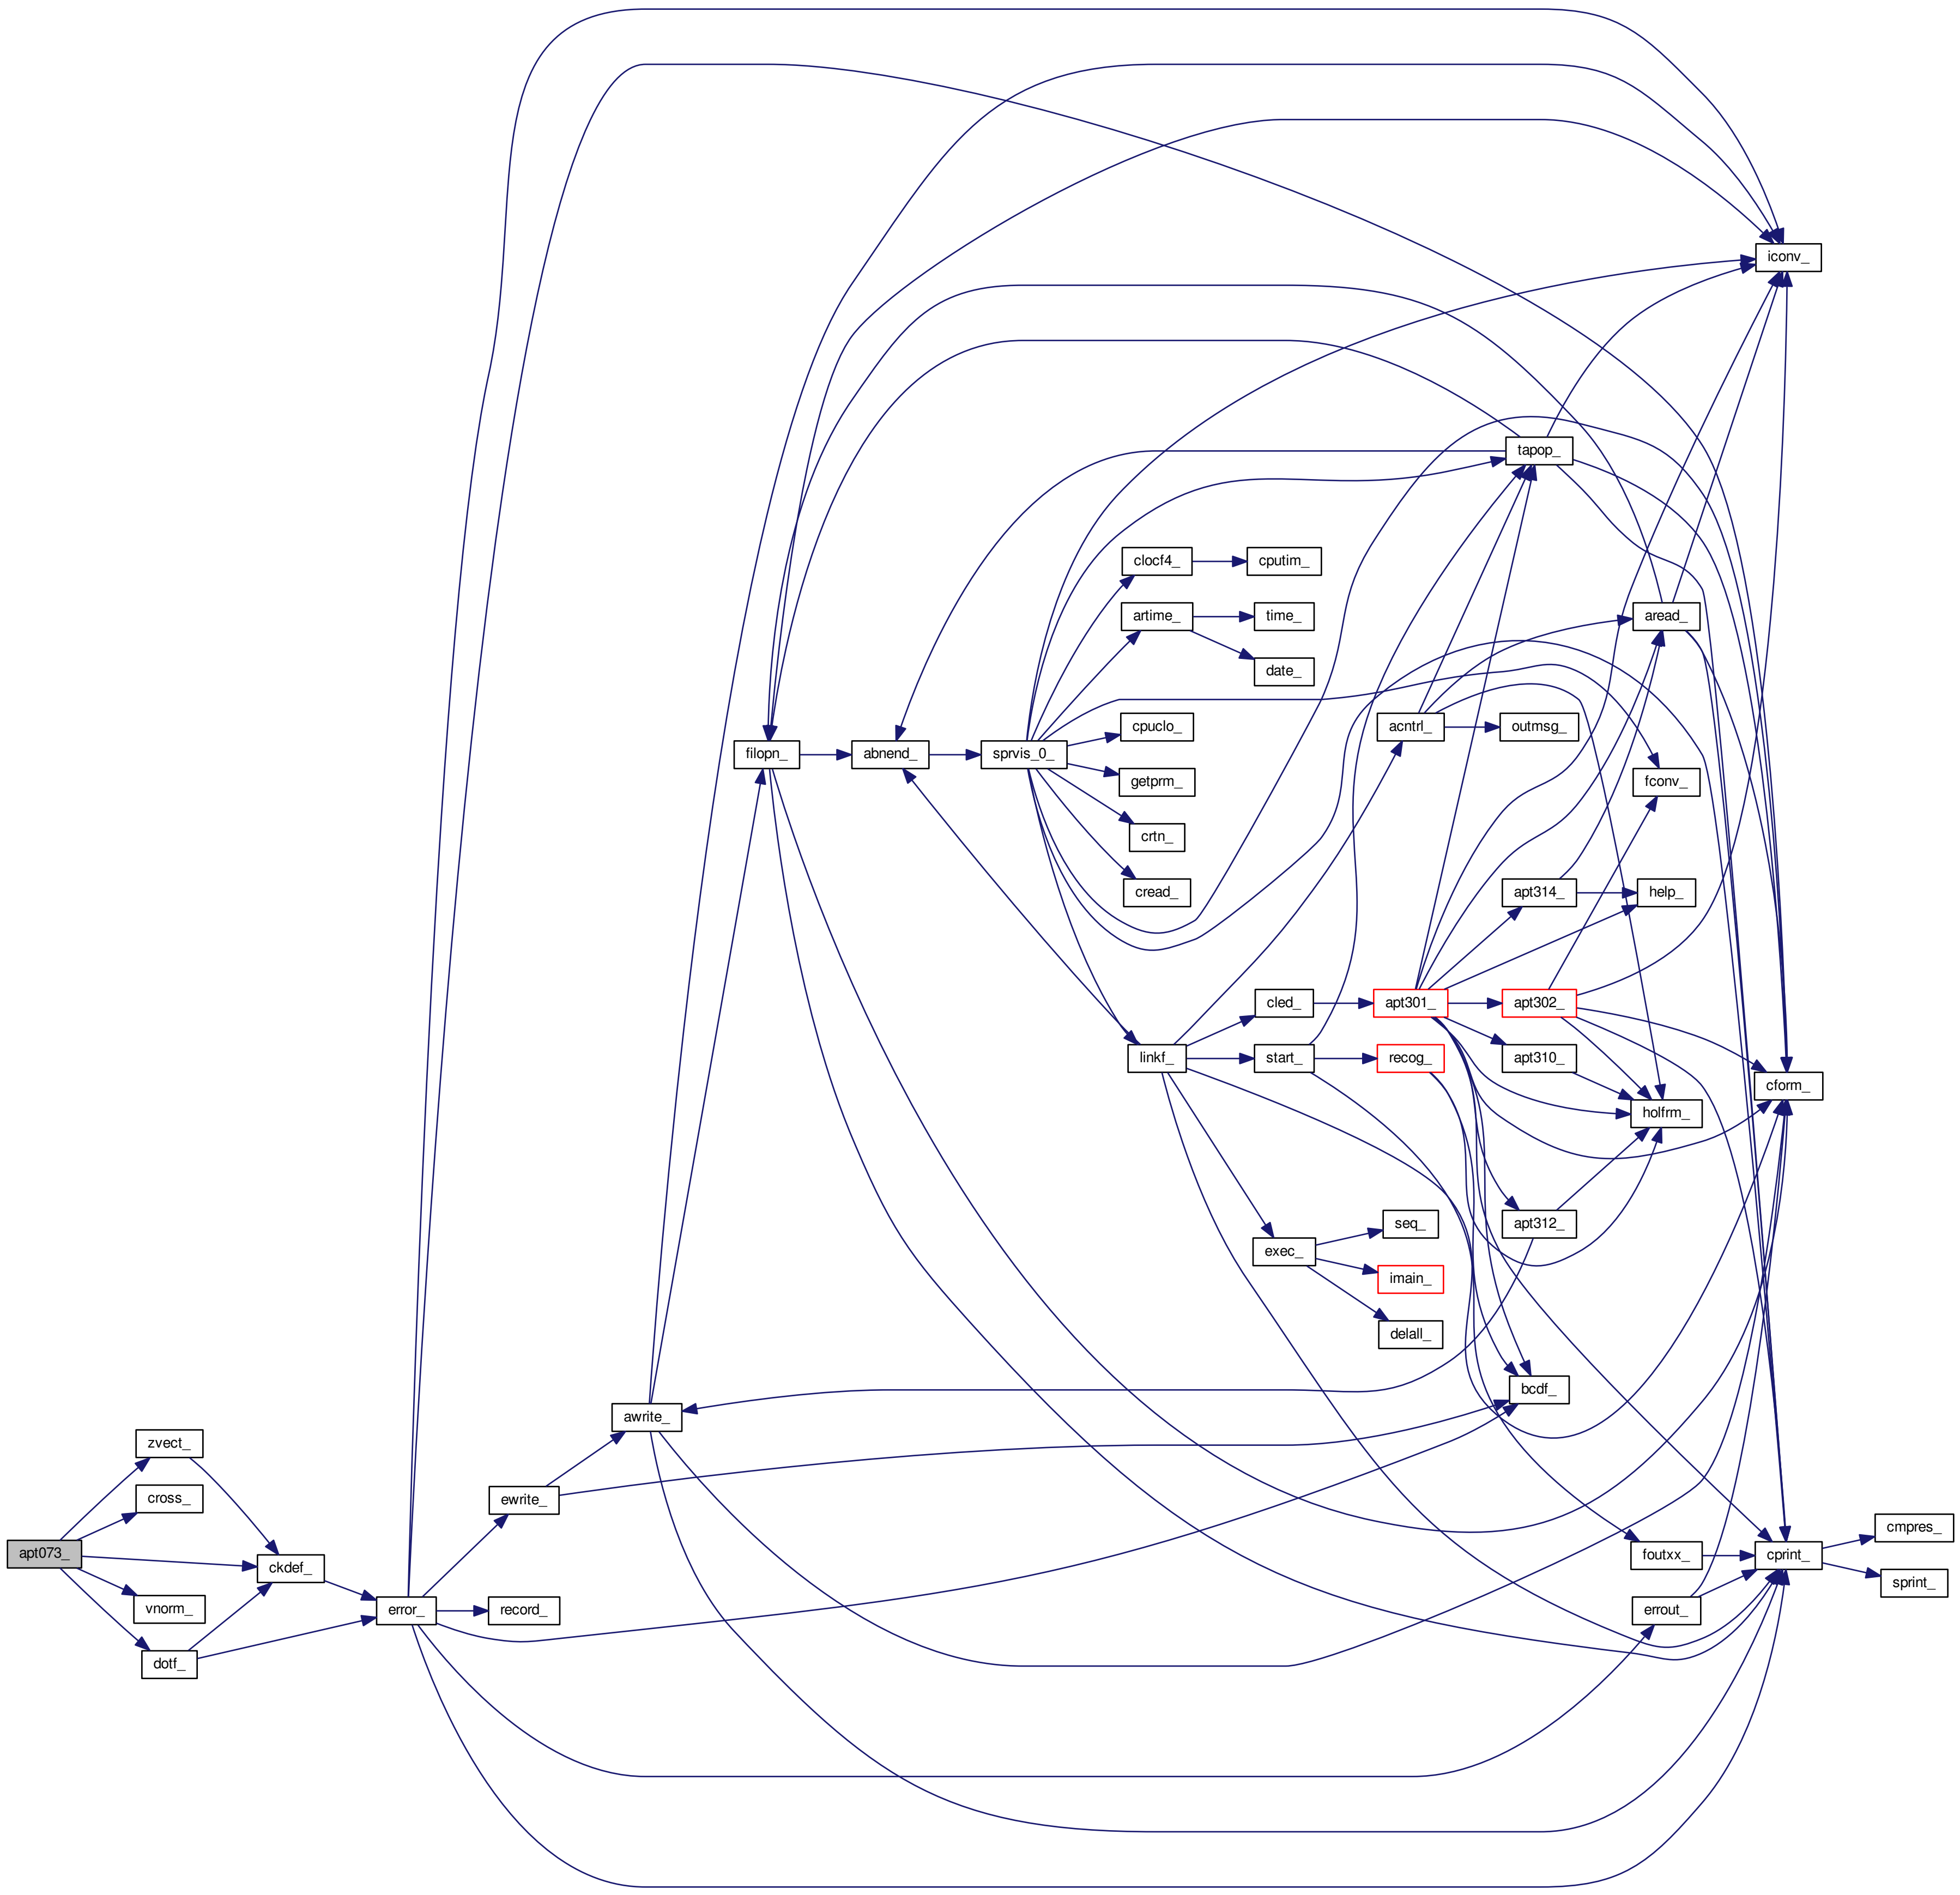 iconv_
tapop_
clocf4_
cputim_
artime_
time_
aread_
date_
cpuclo_
acntrl_
outmsg_
filopn_
abnend_
sprvis_0_
getprm_
fconv_
crtn_
cread_
apt314_
help_
cled_
apt301_
apt302_
linkf_
start_
recog_
apt310_
cform_
holfrm_
seq_
apt312_
exec_
imain_
delall_
bcdf_
awrite_
zvect_
cross_
ewrite_
cmpres_
apt073_
foutxx_
cprint_
ckdef_
sprint_
vnorm_
error_
record_
errout_
dotf_